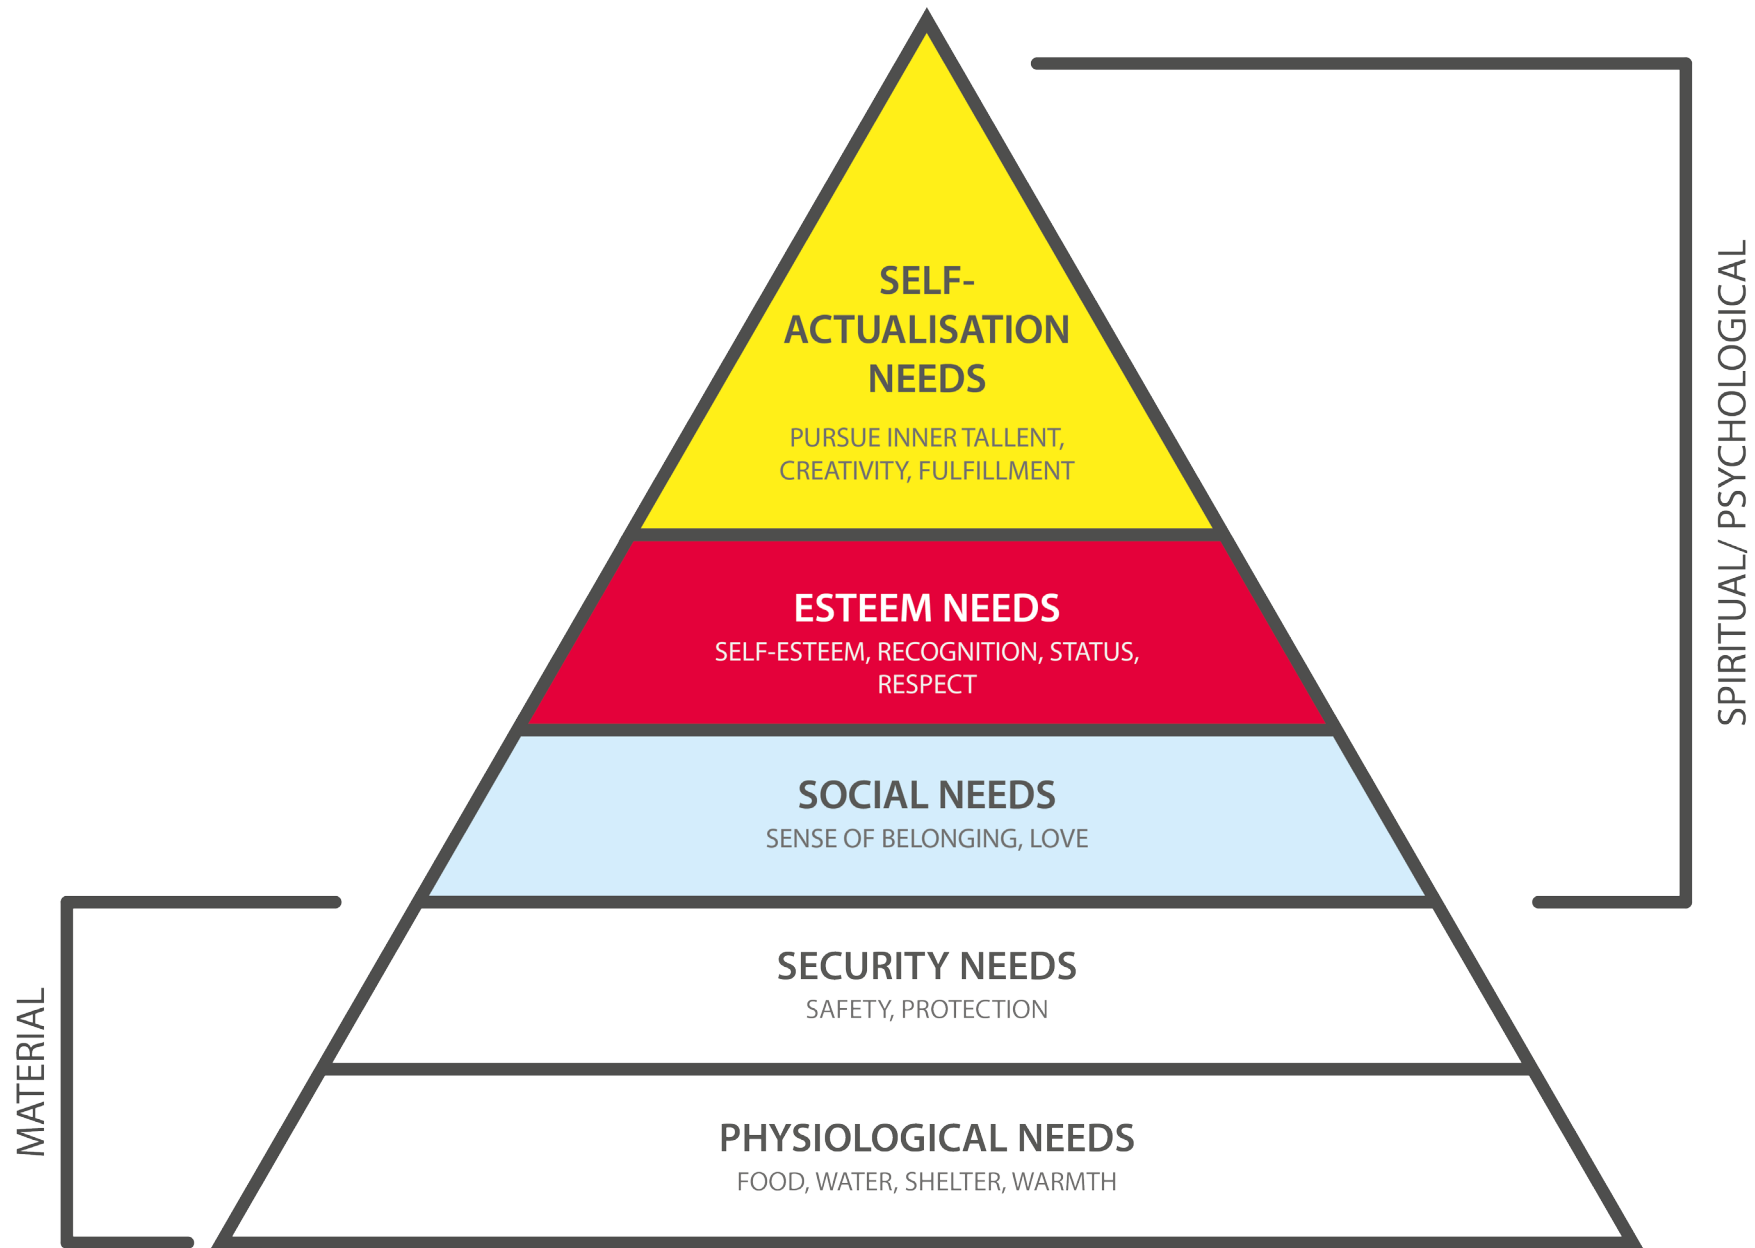 SELF-
ACTUALISATION
NEEDS
PURSUE INNER TALLENT,
CREATIVITY, FULFILLMENT
ESTEEM NEEDS
SELF-ESTEEM, RECOGNITION, STATUS,
RESPECT
SOCIAL NEEDS
SENSE OF BELONGING, LOVE
SECURITY NEEDS
SAFETY, PROTECTION
PHYSIOLOGICAL NEEDS
FOOD, WATER, SHELTER, WARMTH
MATERIAL
SPIRITUAL/ PSYCHOLOGICAL